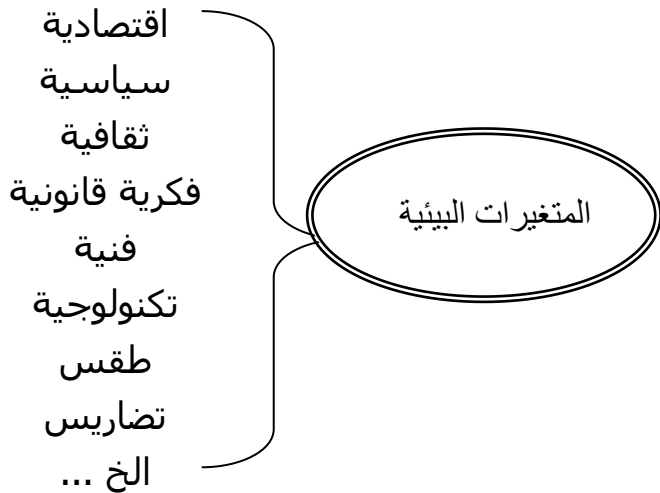 المتغيرات البيئية
اقتصادية
سياسية
ثقافية
فكرية قانونية
فنية
تكنولوجية
طقس
تضاريس
الخ ...